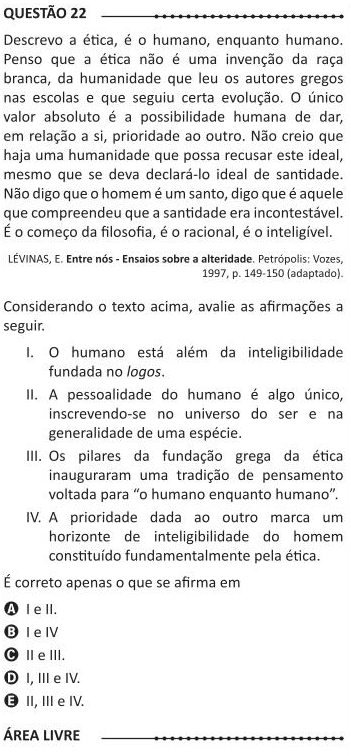 QUESTÃO 22
Descrevo a ética, é o humano, enquanto humano.
Penso que a ética não é uma invenção da raça
branca, da humanidade que leu os autores gregos
nas escolas e que seguiu certa evolução. O único
valor absoluto é a possibilidade humana de dar,
em relação a si, prioridade ao outro. Não creio que
haja uma humanidade que possa recusar este ideal,
mesmo que se deva declará-lo ideal de santidade.
Não digo que o homem é um santo, digo que é aquele
que compreendeu que a santidade era incontestável.
É o começo da filosofia, é o racional, é o inteligível.
LÉVINAS, E. Entre nós - Ensaios sobre a alteridade. Petrópolis: Vozes,
1997, p. 149-150 (adaptado).
Considerando o texto acima, avalie as afirmações a
seguir.
I. O humano está além da inteligibilidade
fundada no logos.
II. A pessoalidade do humano é algo único,
inscrevendo-se no universo do ser e na
generalidade de uma espécie.
III. Os pilares da fundação grega da ética
inauguraram uma tradição de pensamento
voltada para “o humano enquanto humano”.
IV. A prioridade dada ao outro marca um
horizonte de inteligibilidade do homem
constituído fundamentalmente pela ética.
É correto apenas o que se afirma em
A I e II.
B I e IV
C II e III.
D I, III e IV.
E II, III e IV.
ÁREA LIVRE